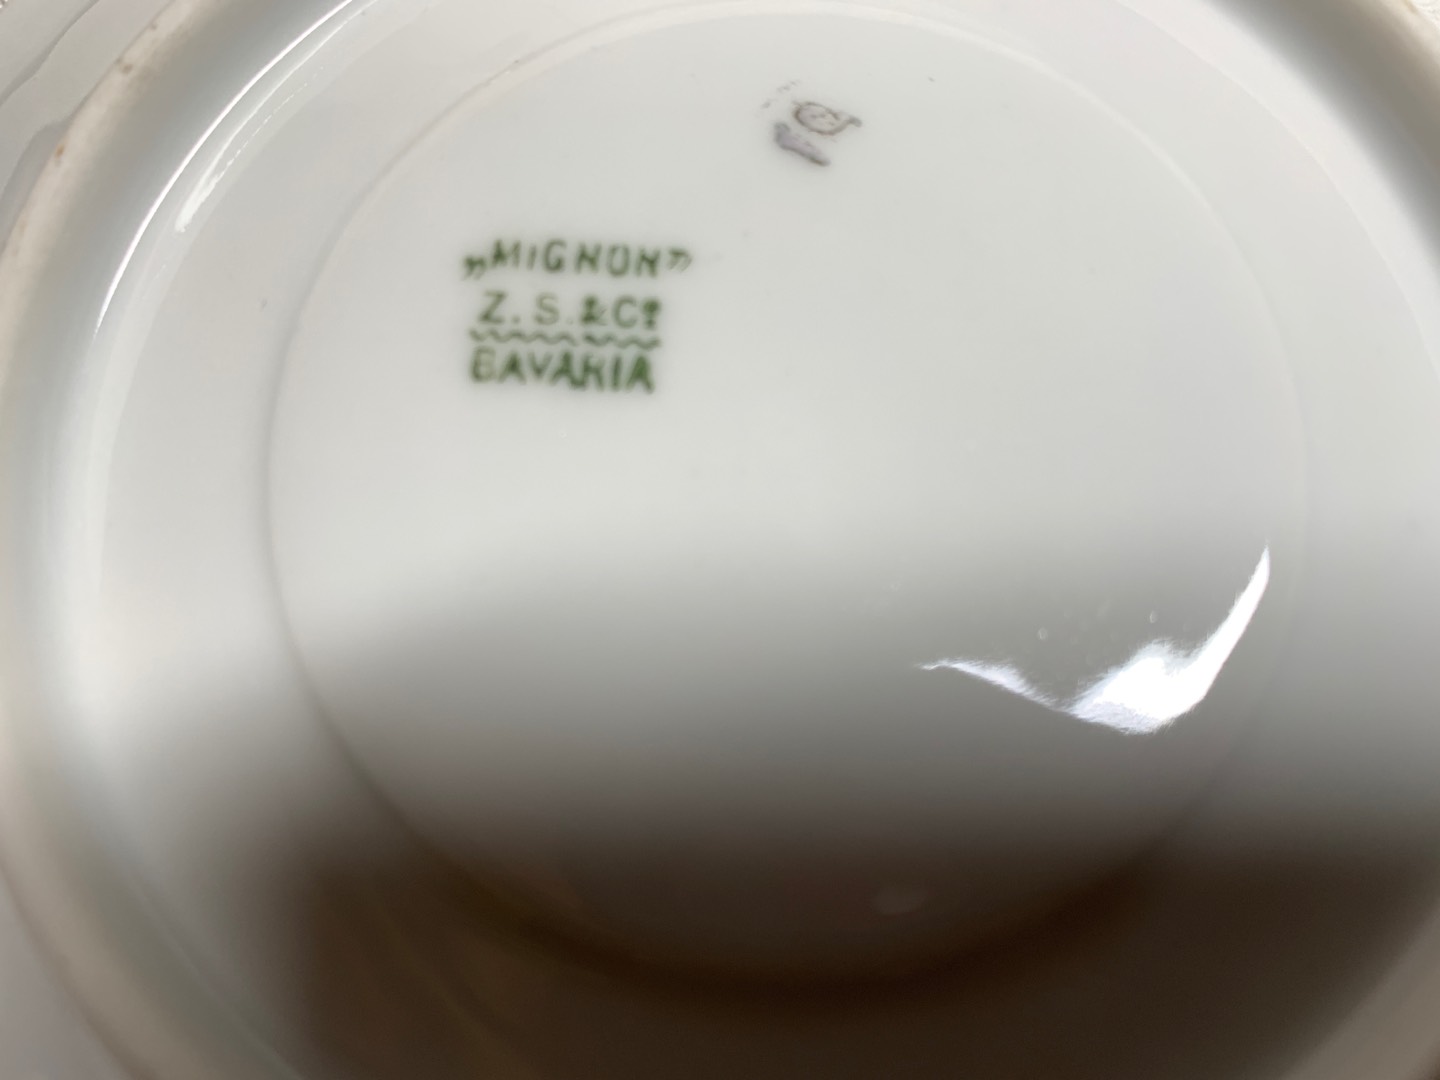 „MIGNON”
Z. S. & Cº
BAVARIA